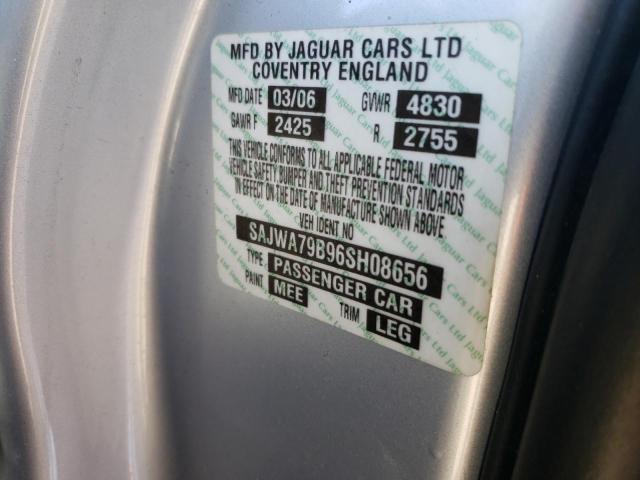 MFD BY JAGUAR CARS LTD
COVENTRY ENGLAND
MFD DATE 03/06 GVWR 4830
GAWR F 2425 R 2755
THIS VEHICLE CONFORMS TO ALL APPLICABLE FEDERAL MOTOR
VEHICLE SAFETY BUMPER AND THEFT PREVENTION STANDARDS
IN EFFECT ON THE DATE OF MANUFACTURE SHOWN ABOVE.
VEH IDENT NO
SAJWA79B96SH08656
TYPE PASSENGER CAR
PAINT MEE TRIM LEG